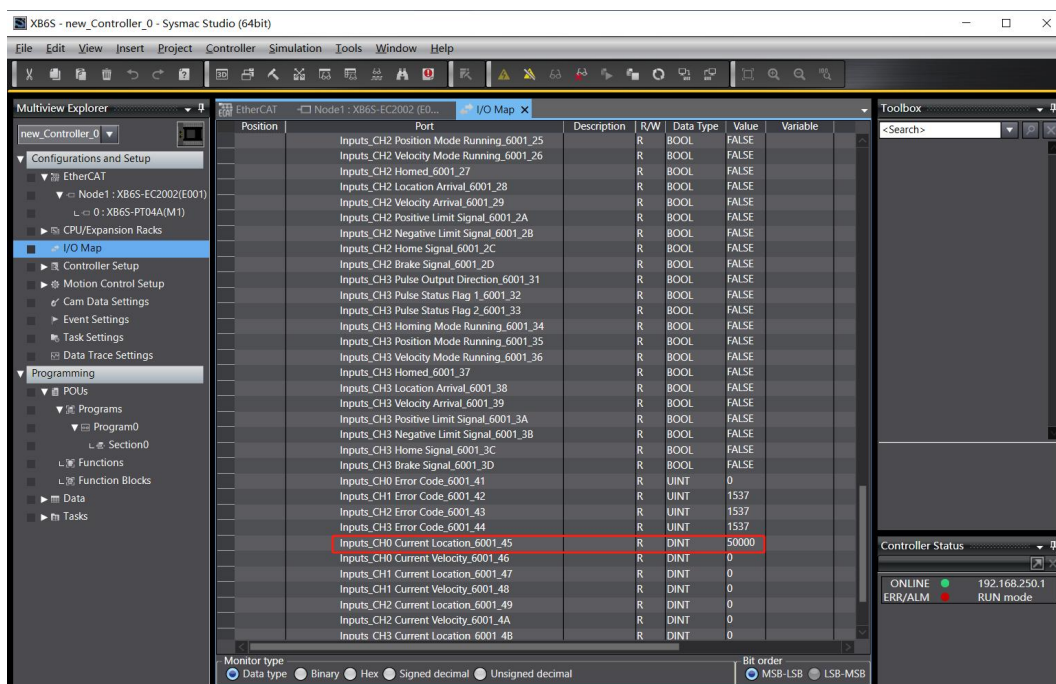 XB6S - new_Controller_0 - Sysmac Studio (64bit)
File Edit View Insert Project Controller Simulation Tools Window Help
Multiview Explorer
new_Controller_0
Configurations and Setup
EtherCAT
Node1 : XB6S-EC2002(E001)
0 : XB6S-PT04A(M1)
CPU/Expansion Racks
I/O Map
Controller Setup
Motion Control Setup
Cam Data Settings
Event Settings
Task Settings
Data Trace Settings
Programming
POUs
Programs
Program0
Section0
Functions
Function Blocks
Data
Tasks
EtherCAT Node1 : XB6S-EC2002 (E0... I/O Map
Position Port Description R/W Data Type Value Variable
Inputs_CH2 Position Mode Running_6001_25 R BOOL FALSE
Inputs_CH2 Velocity Mode Running_6001_26 R BOOL FALSE
Inputs_CH2 Homed_6001_27 R BOOL FALSE
Inputs_CH2 Location Arrival_6001_28 R BOOL FALSE
Inputs_CH2 Velocity Arrival_6001_29 R BOOL FALSE
Inputs_CH2 Positive Limit Signal_6001_2A R BOOL FALSE
Inputs_CH2 Negative Limit Signal_6001_2B R BOOL FALSE
Inputs_CH2 Home Signal_6001_2C R BOOL FALSE
Inputs_CH2 Brake Signal_6001_2D R BOOL FALSE
Inputs_CH3 Pulse Output Direction_6001_31 R BOOL FALSE
Inputs_CH3 Pulse Status Flag 1_6001_32 R BOOL FALSE
Inputs_CH3 Pulse Status Flag 2_6001_33 R BOOL FALSE
Inputs_CH3 Homing Mode Running_6001_34 R BOOL FALSE
Inputs_CH3 Position Mode Running_6001_35 R BOOL FALSE
Inputs_CH3 Velocity Mode Running_6001_36 R BOOL FALSE
Inputs_CH3 Homed_6001_37 R BOOL FALSE
Inputs_CH3 Location Arrival_6001_38 R BOOL FALSE
Inputs_CH3 Velocity Arrival_6001_39 R BOOL FALSE
Inputs_CH3 Positive Limit Signal_6001_3A R BOOL FALSE
Inputs_CH3 Negative Limit Signal_6001_3B R BOOL FALSE
Inputs_CH3 Home Signal_6001_3C R BOOL FALSE
Inputs_CH3 Brake Signal_6001_3D R BOOL FALSE
Inputs_CH0 Error Code_6001_41 R UINT 0
Inputs_CH1 Error Code_6001_42 R UINT 1537
Inputs_CH2 Error Code_6001_43 R UINT 1537
Inputs_CH3 Error Code_6001_44 R UINT 1537
Inputs_CH0 Current Location_6001_45 R DINT 50000
Inputs_CH0 Current Velocity_6001_46 R DINT 0
Inputs_CH1 Current Location_6001_47 R DINT 0
Inputs_CH1 Current Velocity_6001_48 R DINT 0
Inputs_CH2 Current Location_6001_49 R DINT 0
Inputs_CH2 Current Velocity_6001_4A R DINT 0
Inputs_CH3 Current Location_6001_4B R DINT 0
Monitor type
Data type Binary Hex Signed decimal Unsigned decimal
Bit order
MSB-LSB LSB-MSB
Toolbox
<Search>
Controller Status
ONLINE 192.168.250.1
ERR/ALM RUN mode